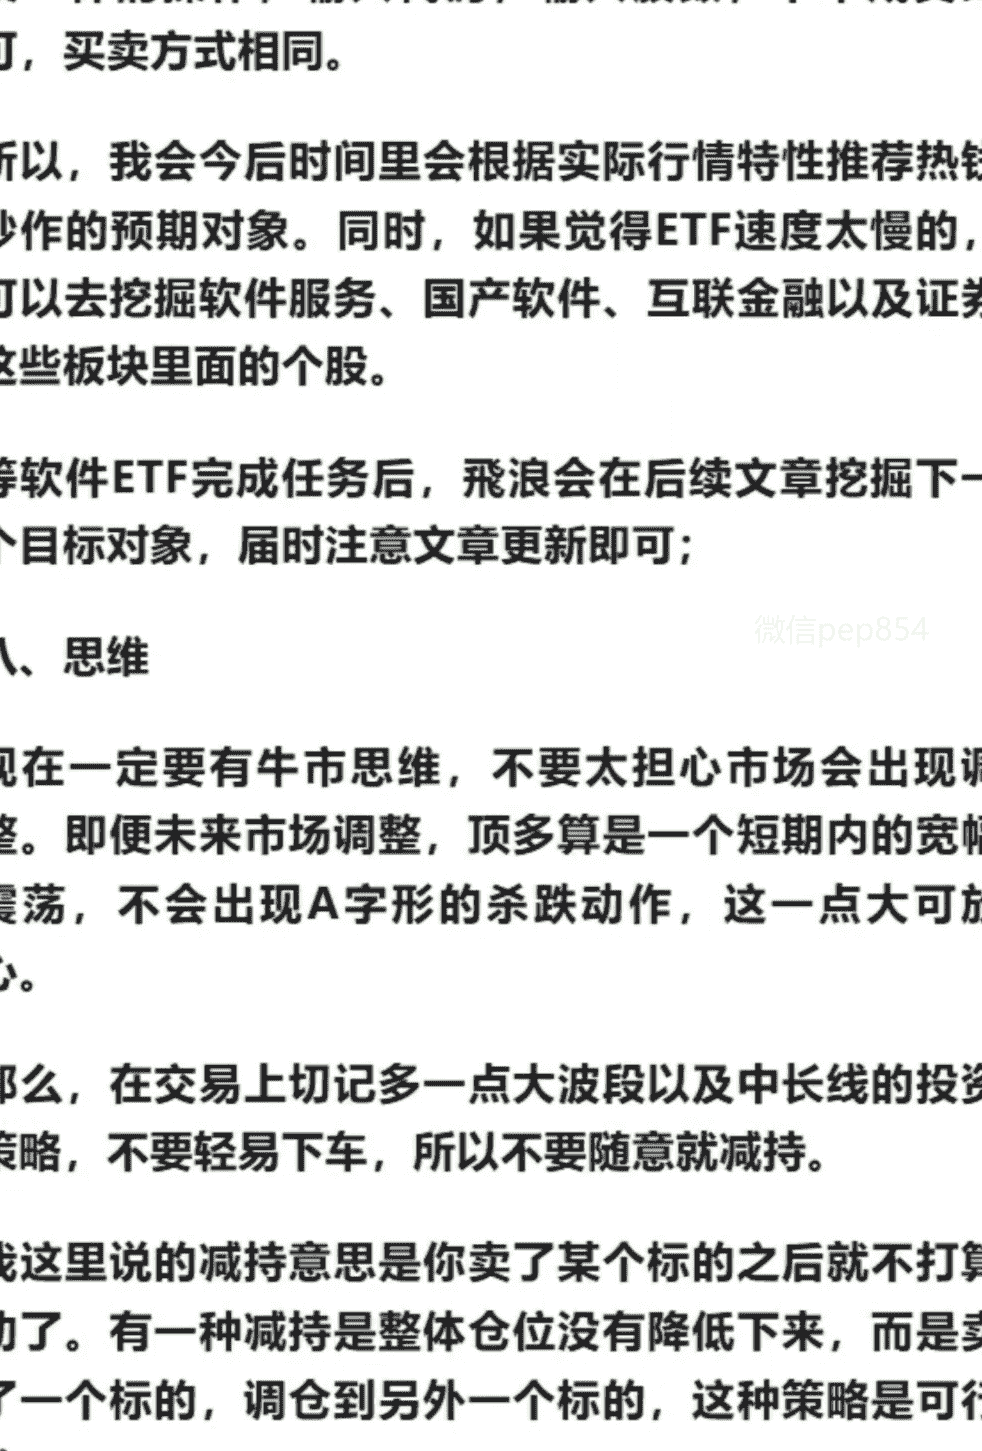 可，买卖方式相同。
所以，我会今后时间里会根据实际行情特性推荐热钱
炒作的预期对象。同时，如果觉得ETF速度太慢的，
可以去挖掘软件服务、国产软件、互联金融以及证券
这些板块里面的个股。
等软件ETF完成任务后，飛浪会在后续文章挖掘下一
个目标对象，届时注意文章更新即可；
微信pep854
八、思维
现在一定要有牛市思维，不要太担心市场会出现调
整。即便未来市场调整，顶多算是一个短期内的宽幅
震荡，不会出现A字形的杀跌动作，这一点大可放
心。
那么，在交易上切记多一点大波段以及中长线的投资
策略，不要轻易下车，所以不要随意就减持。
我这里说的减持意思是你卖了某个标的之后就不打算
动了。有一种减持是整体仓位没有降低下来，而是卖
了一个标的，调仓到另外一个标的，这种策略是可行